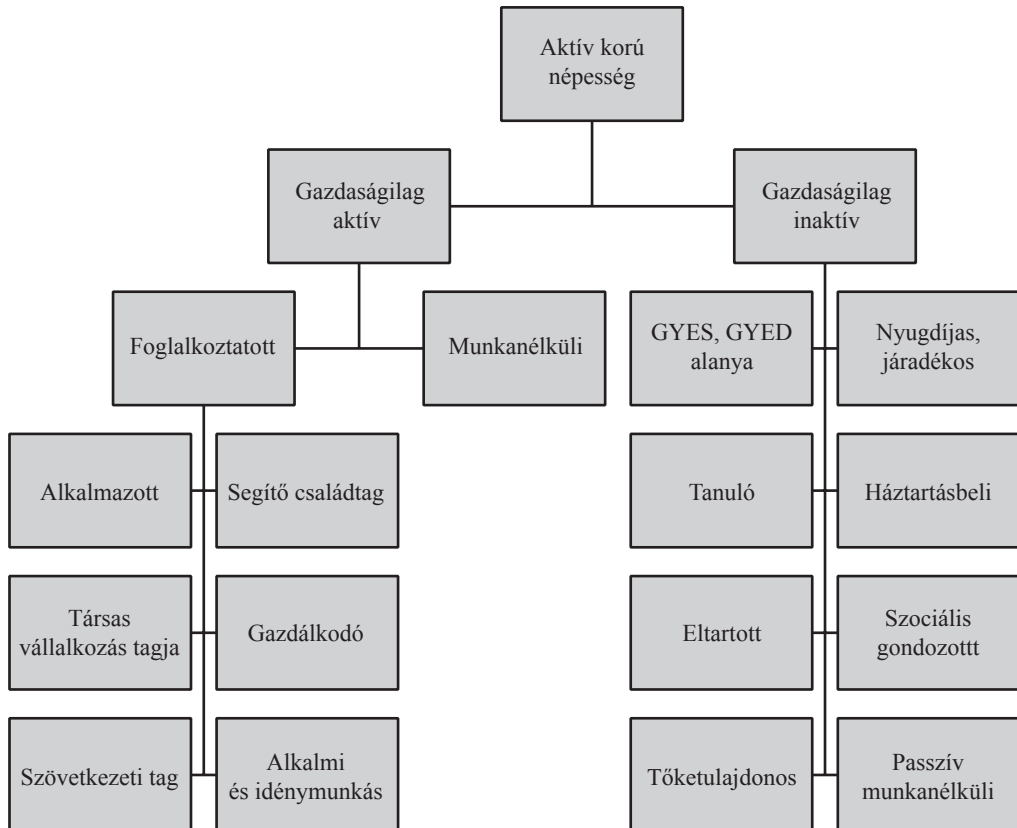 Aktív korú
népesség
Gazdaságilag
aktív
Gazdaságilag
inaktív
Foglalkoztatott
Munkanélküli
GYES, GYED
alanya
Nyugdíjas,
járadékos
Alkalmazott
Segítő családtag
Tanuló
Háztartásbeli
Társas
vállalkozás tagja
Gazdálkodó
Eltartott
Szociális
gondozottt
Szövetkezeti tag
Alkalmi
és idénymunkás
Tőketulajdonos
Passzív
munkanélküli